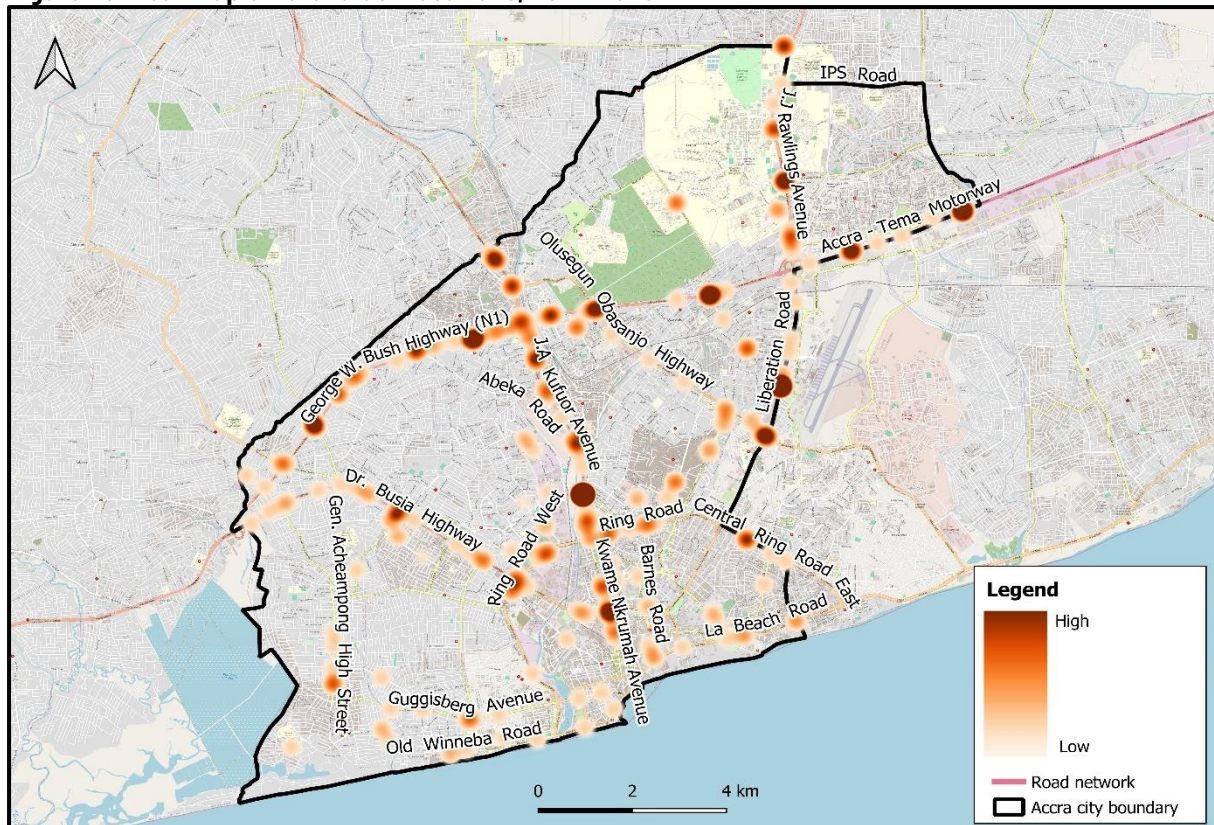 IPS Road
J.J Rawlings Avenue
Accra - Tema Motorway
Olusegun Obasanjo Highway
George W. Bush Highway (N1)
J.A Kufuor Avenue
Abeka Road
Liberation Road
Dr. Busia Highway
Gen. Acheampong High Street
Ring Road West
Ring Road Central
Ring Road East
Kwame Nkrumah Avenue
Barnes Road
La Beach Road
Guggisberg Avenue
Old Winneba Road
0 2 4 km
Legend
High
Low
Road network
Accra city boundary